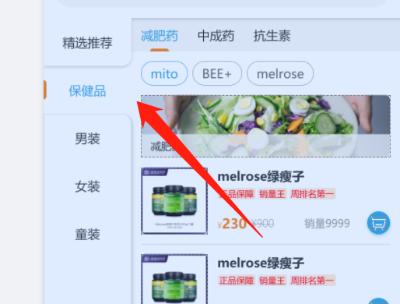 精选推荐
减肥药 中成药 抗生素
保健品
mito BEE+ melrose
男装
减肥
女装
melrose绿瘦子
正品保障 销量王 周排名第一
童装
¥230 ¥900 销量9999
melrose绿瘦子
正品保障 销量王 周排名第一